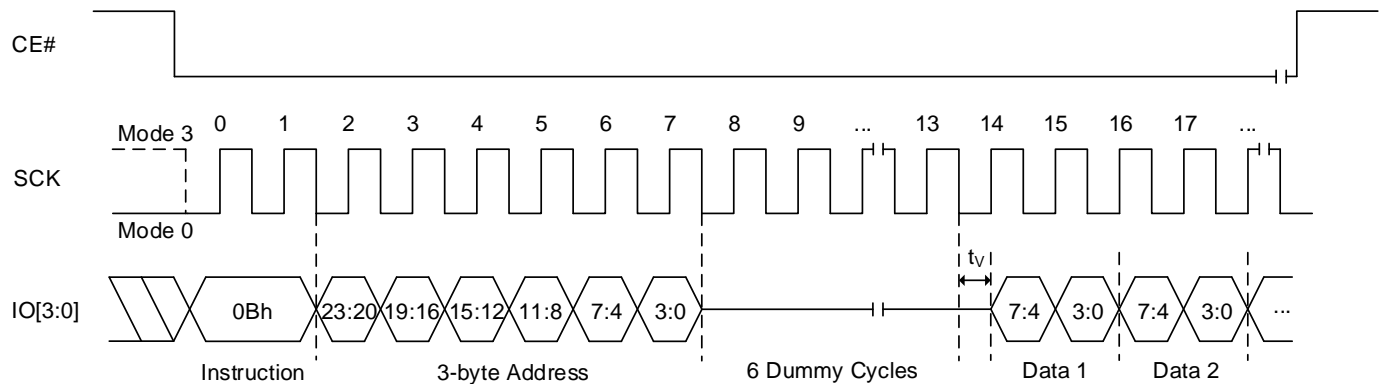 CE#
Mode 3 0 1 2 3 4 5 6 7 8 9 ... 13 14 15 16 17 ...
SCK
Mode 0
tV
IO[3:0] 0Bh 23:20 19:16 15:12 11:8 7:4 3:0 7:4 3:0 7:4 3:0 ...
Instruction 3-byte Address 6 Dummy Cycles Data 1 Data 2